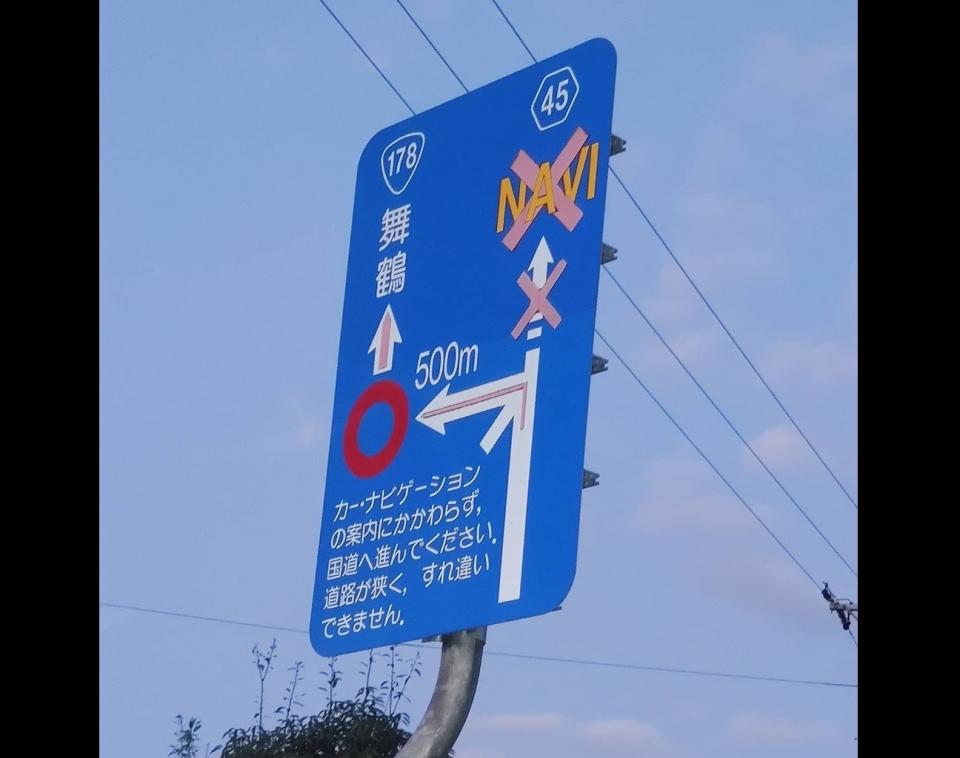 45
NAVI
178
舞鶴
500m
カー・ナビゲーション
の案内にかかわらず，
国道へ進んでください．
道路が狭く，すれ違い
できません．